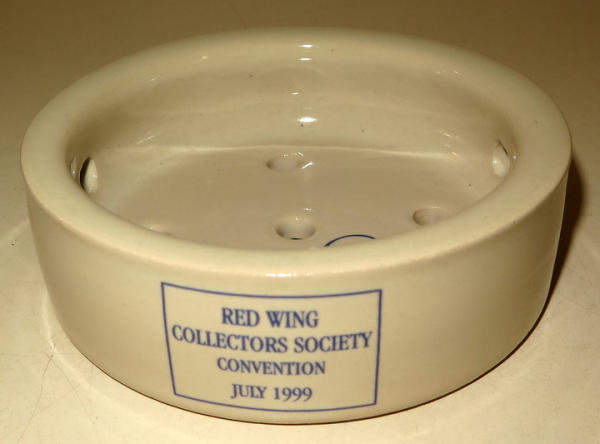 RED WING
COLLECTORS SOCIETY
CONVENTION
JULY 1999